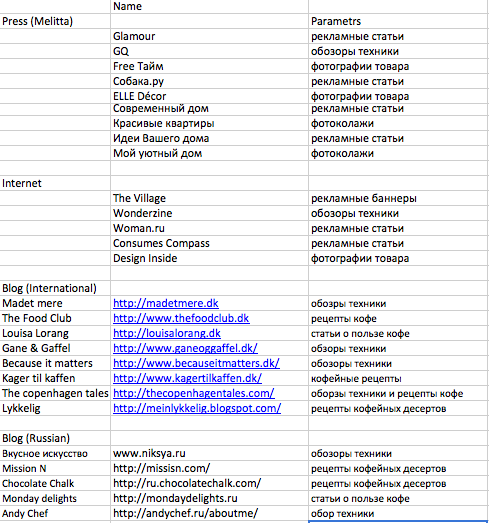 Name
Press (Melitta) Parametrs
Glamour рекламные статьи
GQ обозоры техники
Free Тайм фотографии товара
Собака.ру рекламные статьи
ELLE Décor фотографии товара
Современный дом рекламные статьи
Красивые квартиры фотоколажи
Идеи Вашего дома рекламные статьи
Мой уютный дом фотоколажи
Internet
The Village рекламные баннеры
Wonderzine обозоры техники
Woman.ru рекламные статьи
Consumes Compass рекламные статьи
Design Inside фотографии товара
Blog (International)
Madet mere http://madetmere.dk обозоры техники
The Food Club http://www.thefoodclub.dk рецепты кофе
Louisa Lorang http://louisalorang.dk статьи о пользе кофе
Gane & Gaffel http://www.ganeoggaffel.dk/ обзоры техники
Because it matters http://www.becauseitmatters.dk/ обозоры техники
Kager til kaffen http://www.kagertilkaffen.dk/ кофейные рецепты
The copenhagen tales http://thecopenhagentales.com/ оборзы техники и рецепты кофе
Lykkelig http://meinlykkelig.blogspot.com/ рецепты кофейных десертов
Blog (Russian)
Вкусное искусство www.niksya.ru обозоры техники
Mission N http://missisn.com/ рецепты кофейных десертов
Chocolate Chalk http://ru.chocolatechalk.com/ рецепты кофейных десертов
Monday delights http://mondaydelights.ru статьи о пользе кофе
Andy Chef http://andychef.ru/aboutme/ обор техники